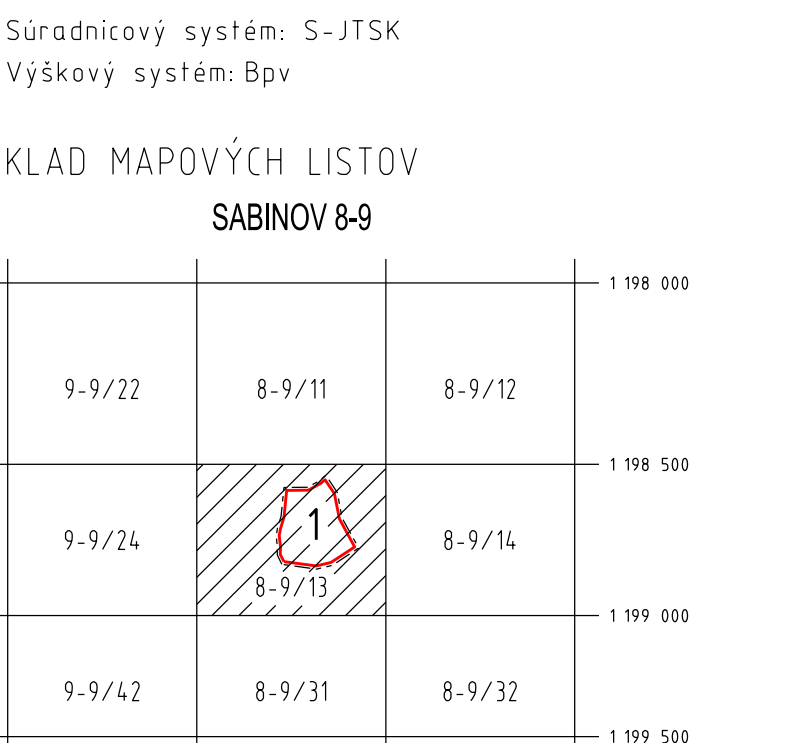 Súradnicový systém: S-JTSK
Výškový systém: Bpv
KLAD MAPOVÝCH LISTOV
SABINOV 8-9
1 198 000
9-9/22 8-9/11 8-9/12
1 198 500
1
9-9/24 8-9/14
8-9/13
1 199 000
9-9/42 8-9/31 8-9/32
1 199 500